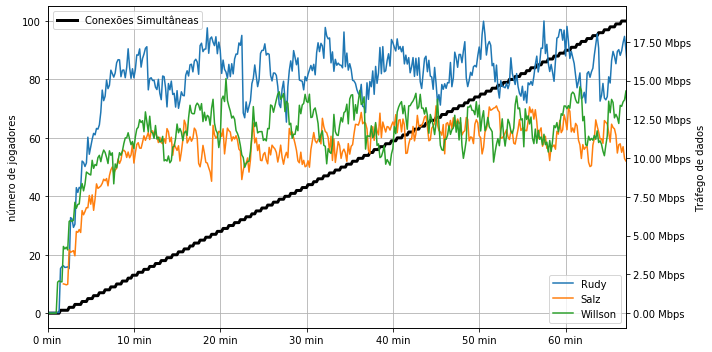 Conexões Simultâneas
número de jogadores
100
80
60
40
20
0
17.50 Mbps
15.00 Mbps
12.50 Mbps
10.00 Mbps
7.50 Mbps
5.00 Mbps
2.50 Mbps
0.00 Mbps
Tráfego de dados
Rudy
Salz
Willson
0 min
10 min
20 min
30 min
40 min
50 min
60 min